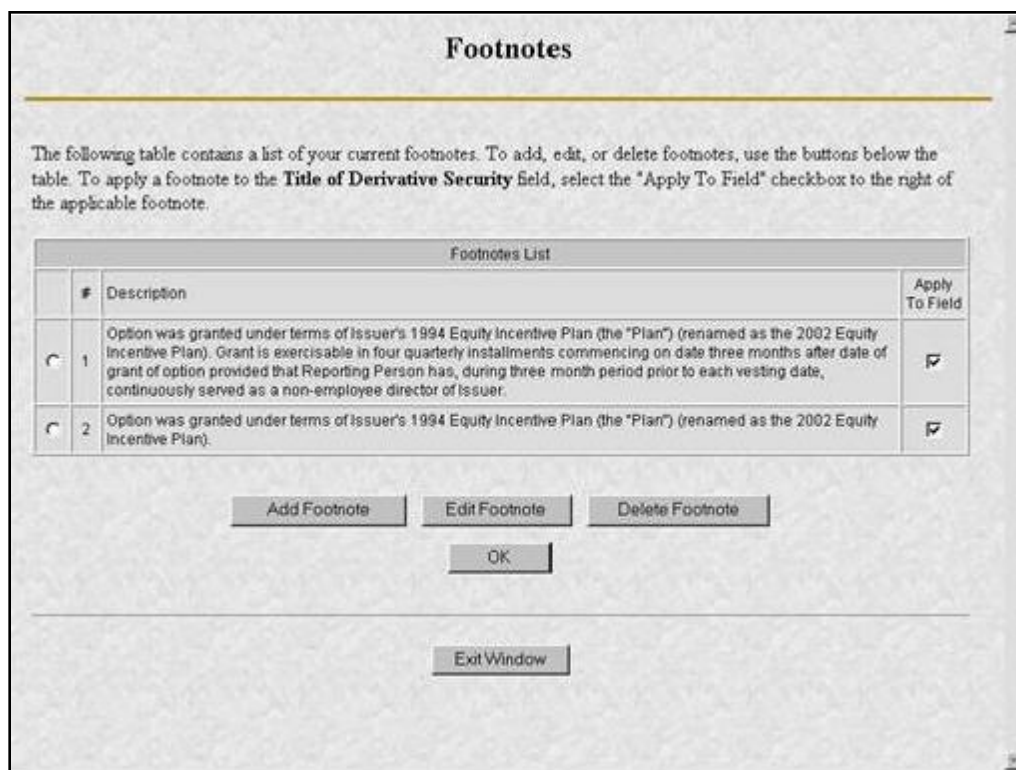 Footnotes
The following table contains a list of your current footnotes. To add, edit, or delete footnotes, use the buttons below the
table. To apply a footnote to the Title of Derivative Security field, select the "Apply To Field" checkbox to the right of
the applicable footnote.
Footnotes List
# Description Apply
To Field
1 Option was granted under terms of Issuer's 1994 Equity Incentive Plan (the "Plan") (renamed as the 2002 Equity
Incentive Plan). Grant is exercisable in four quarterly installments commencing on date three months after date of
grant of option provided that Reporting Person has, during three month period prior to each vesting date,
continuously served as a non-employee director of Issuer.
2 Option was granted under terms of Issuer's 1994 Equity Incentive Plan (the "Plan") (renamed as the 2002 Equity
Incentive Plan).
Add Footnote Edit Footnote Delete Footnote
OK
Exit Window